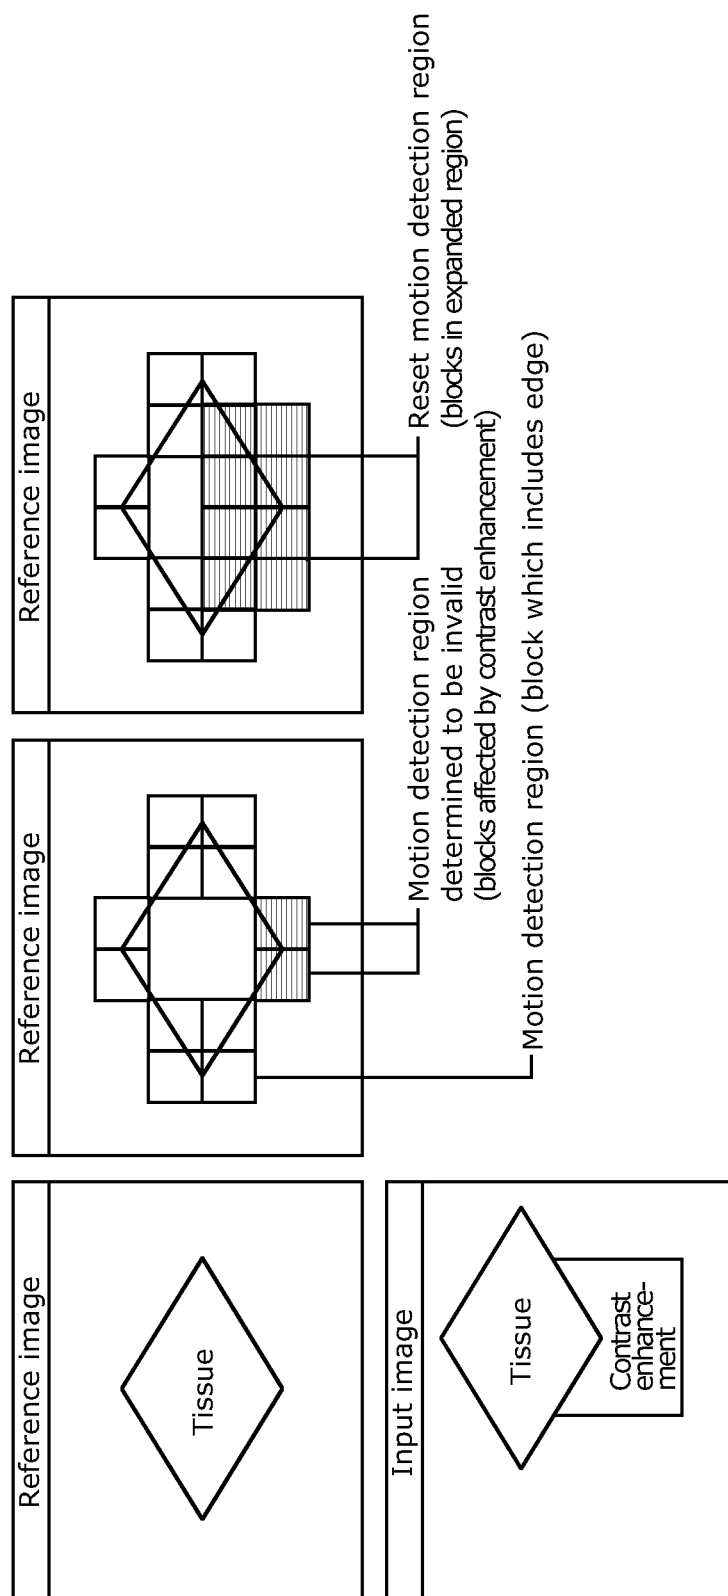 Reference image
Tissue
Reference image
Reference image
Input image
Tissue
Contrast
enhance-
ment
Motion detection region
determined to be invalid
(blocks affected by contrast enhancement)
Motion detection region (block which includes edge)
Reset motion detection region
(blocks in expanded region)